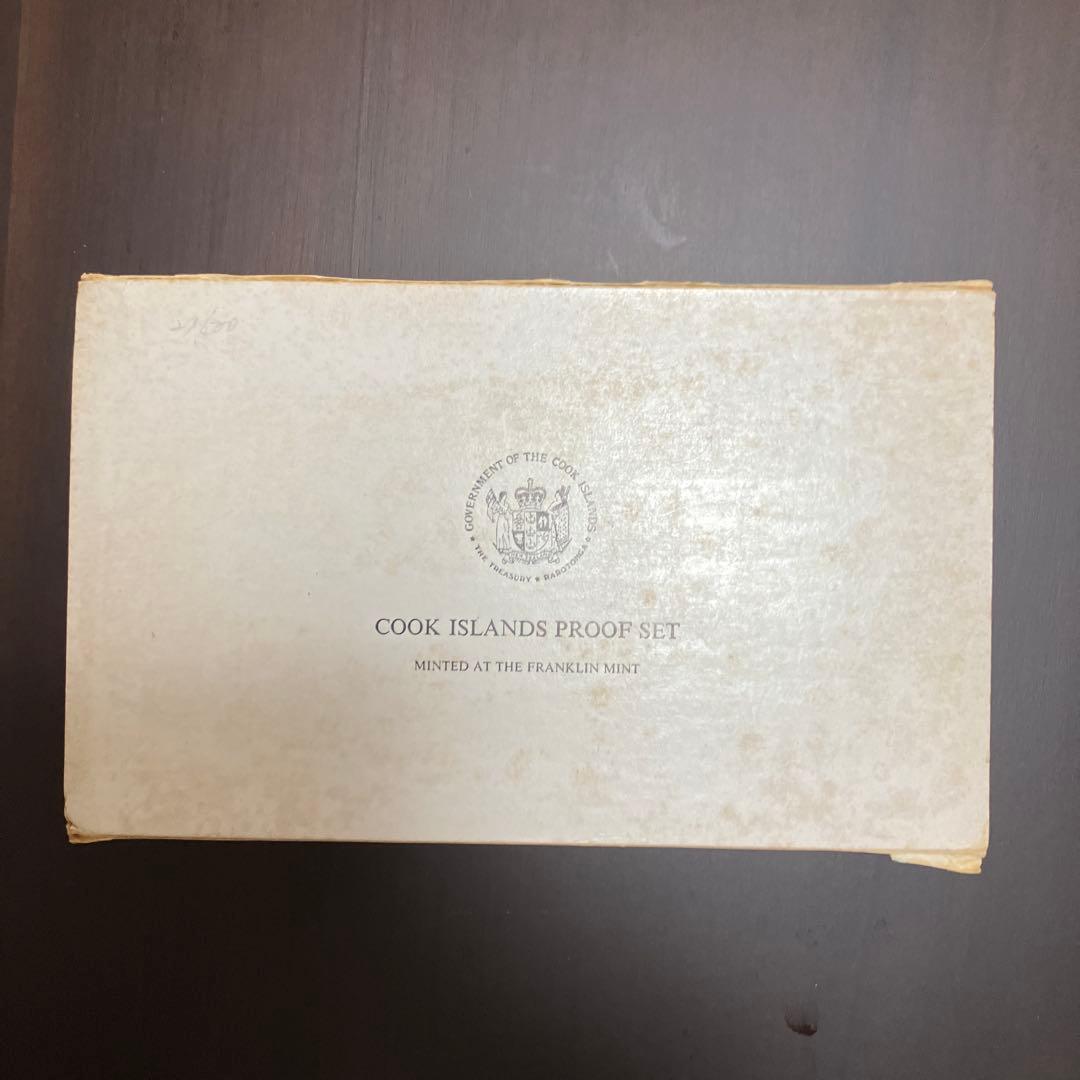 GOVERNMENT OF THE COOK ISLANDS
★ THE TREASURY ★ RAROTONGA ★
COOK ISLANDS PROOF SET
MINTED AT THE FRANKLIN MINT